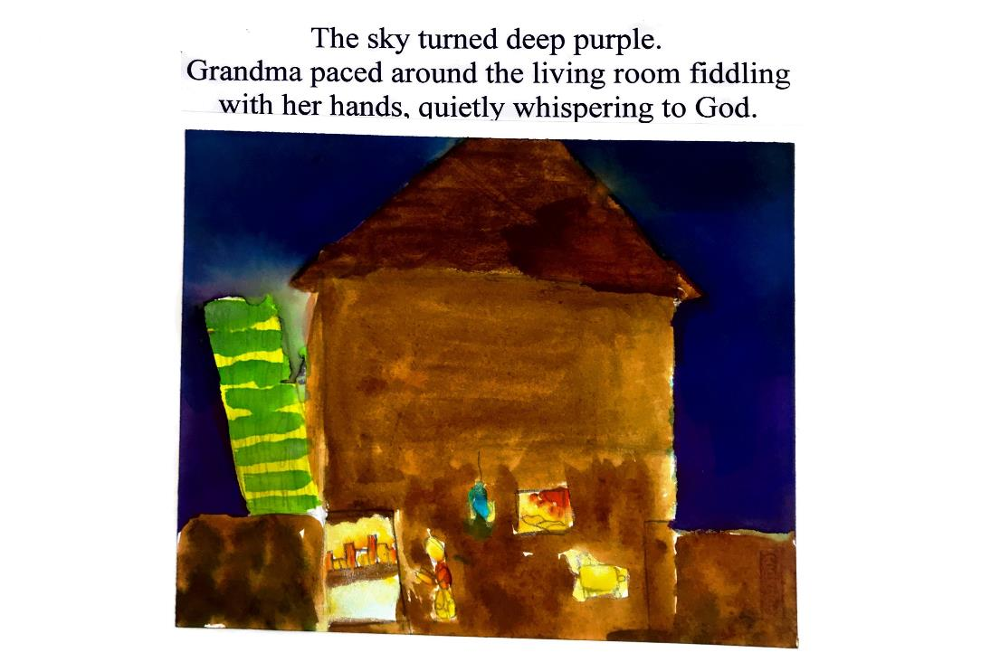 The sky turned deep purple.
Grandma paced around the living room fiddling
with her hands, quietly whispering to God.